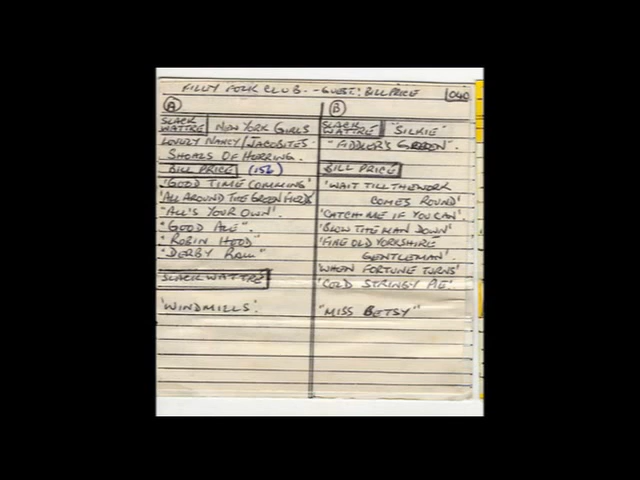 FILEY FOLK CLUB. - GUEST: BILL PRICE 040
A
SLACK WATTRE NEW YORK GIRLS
LOVELY NANCY / JACOBITES
SHOALS OF HERRING.
BILL PRICE (156)
'GOOD TIME COMMING'
'ALL AROUND THE GREEN HERDS
"ALL'S YOUR OWN".
"GOOD ALE".
"ROBIN HOOD"
"DERBY RAM"
SLACK WATTRE
'WINDMILLS'.
B
SLACK WATTRE "SILKIE"
"FIDDLER'S GREEN".
BILL PRICE
'WAIT TILL THE WORK
COMES ROUND'
'CATCH ME IF YOU CAN'.
'BLOW THE MAN DOWN'
'FINE OLD YORKSHIRE
GENTLEMAN'.
'WHEN FORTUNE TURNS'
'COLD STRINGY PIE'.
"MISS BETSY"